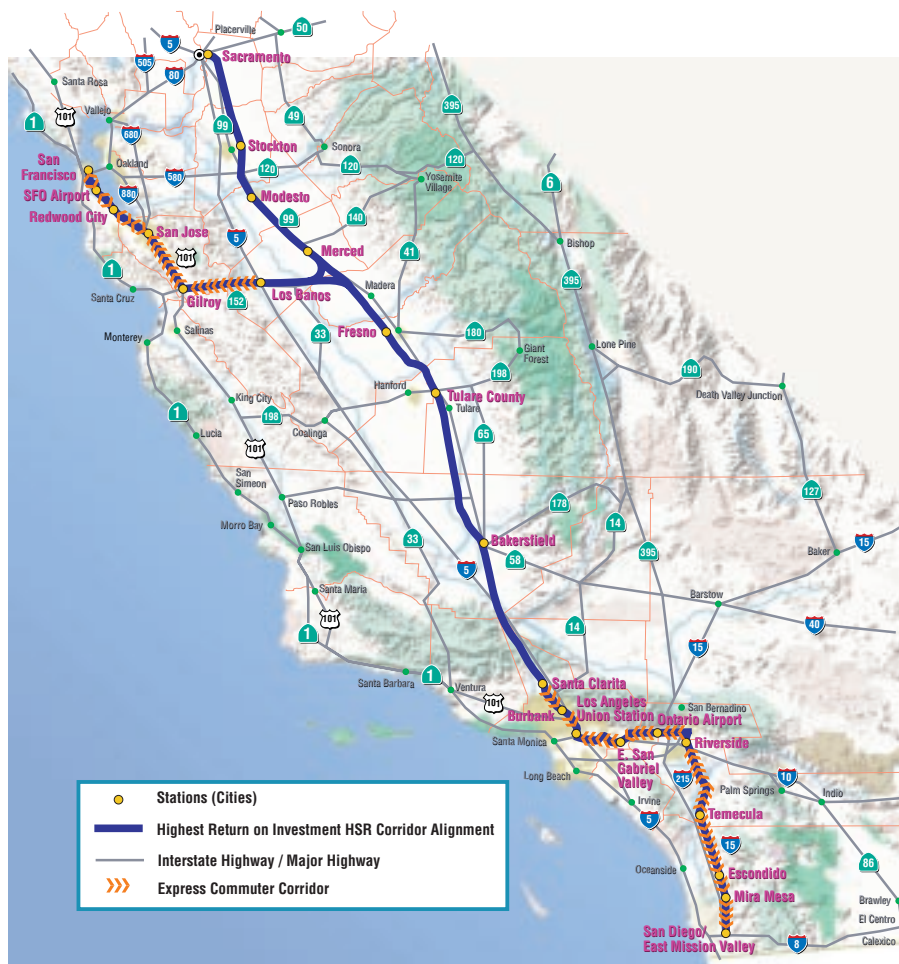 Placerville
50
5
Sacramento
505
80
Santa Rosa
395
101
Vallejo
1
99
49
680
Stockton
Sonora
San
Francisco
Oakland
120
120
120
580
Yosemite
Village
SFO Airport
880
6
Redwood City
Modesto
99
140
San Jose
5
Bishop
101
Merced
41
1
395
Santa Cruz
Gilroy
152
Los Banos
Madera
Monterey
Salinas
33
Fresno
180
Giant
Forest
Lone Pine
198
190
Hanford
Tulare County
Death Valley Junction
King City
1
198
Tulare
Coalinga
65
Lucia
101
San
Simeon
127
Paso Robles
178
Morro Bay
14
33
Bakersfield
15
San Luis Obispo
395
Baker
58
5
Santa Maria
Barstow
101
14
40
1
15
Santa Barbara
1
Santa Clarita
Ventura
101
Los Angeles
Union Station
San Bernadino
Burbank
Ontario Airport
Santa Monica
Riverside
E. San
Gabriel
Valley
Long Beach
215
10
Palm Springs
Indio
Irvine
5
Temecula
15
Oceanside
86
Escondido
Mira Mesa
Brawley
El Centro
San Diego/
East Mission Valley
8
Calexico
Stations (Cities)
Highest Return on Investment HSR Corridor Alignment
Interstate Highway / Major Highway
Express Commuter Corridor